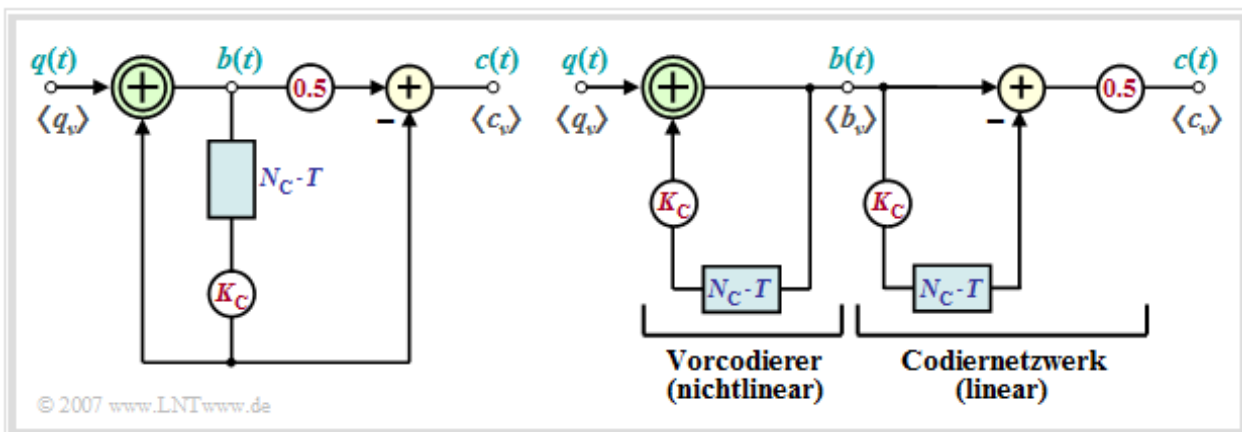 q(t) b(t) c(t) q(t) b(t) c(t)
+ 0.5 + + + 0.5
⟨q_ν⟩ − ⟨c_ν⟩ ⟨q_ν⟩ ⟨b_ν⟩ − ⟨c_ν⟩
N_C·T
K_C K_C
K_C
N_C·T N_C·T
Vorcodierer Codiernetzwerk
(nichtlinear) (linear)
© 2007 www.LNTwww.de